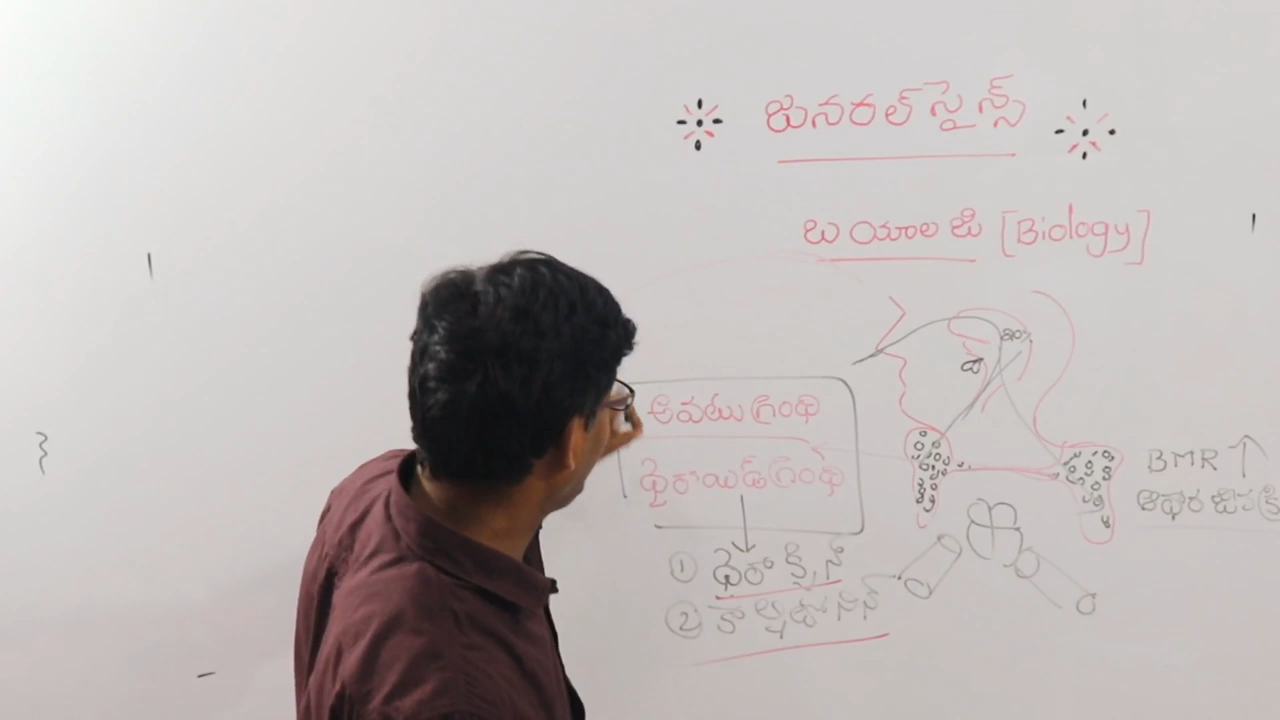 జనరల్ సైన్స్
బయాలజి [Biology]
అవటు గ్రంథి
థైరాయిడ్ గ్రంథి
BMR ↑
① థైరాక్సిన్
② కాల్సిటోనిన్